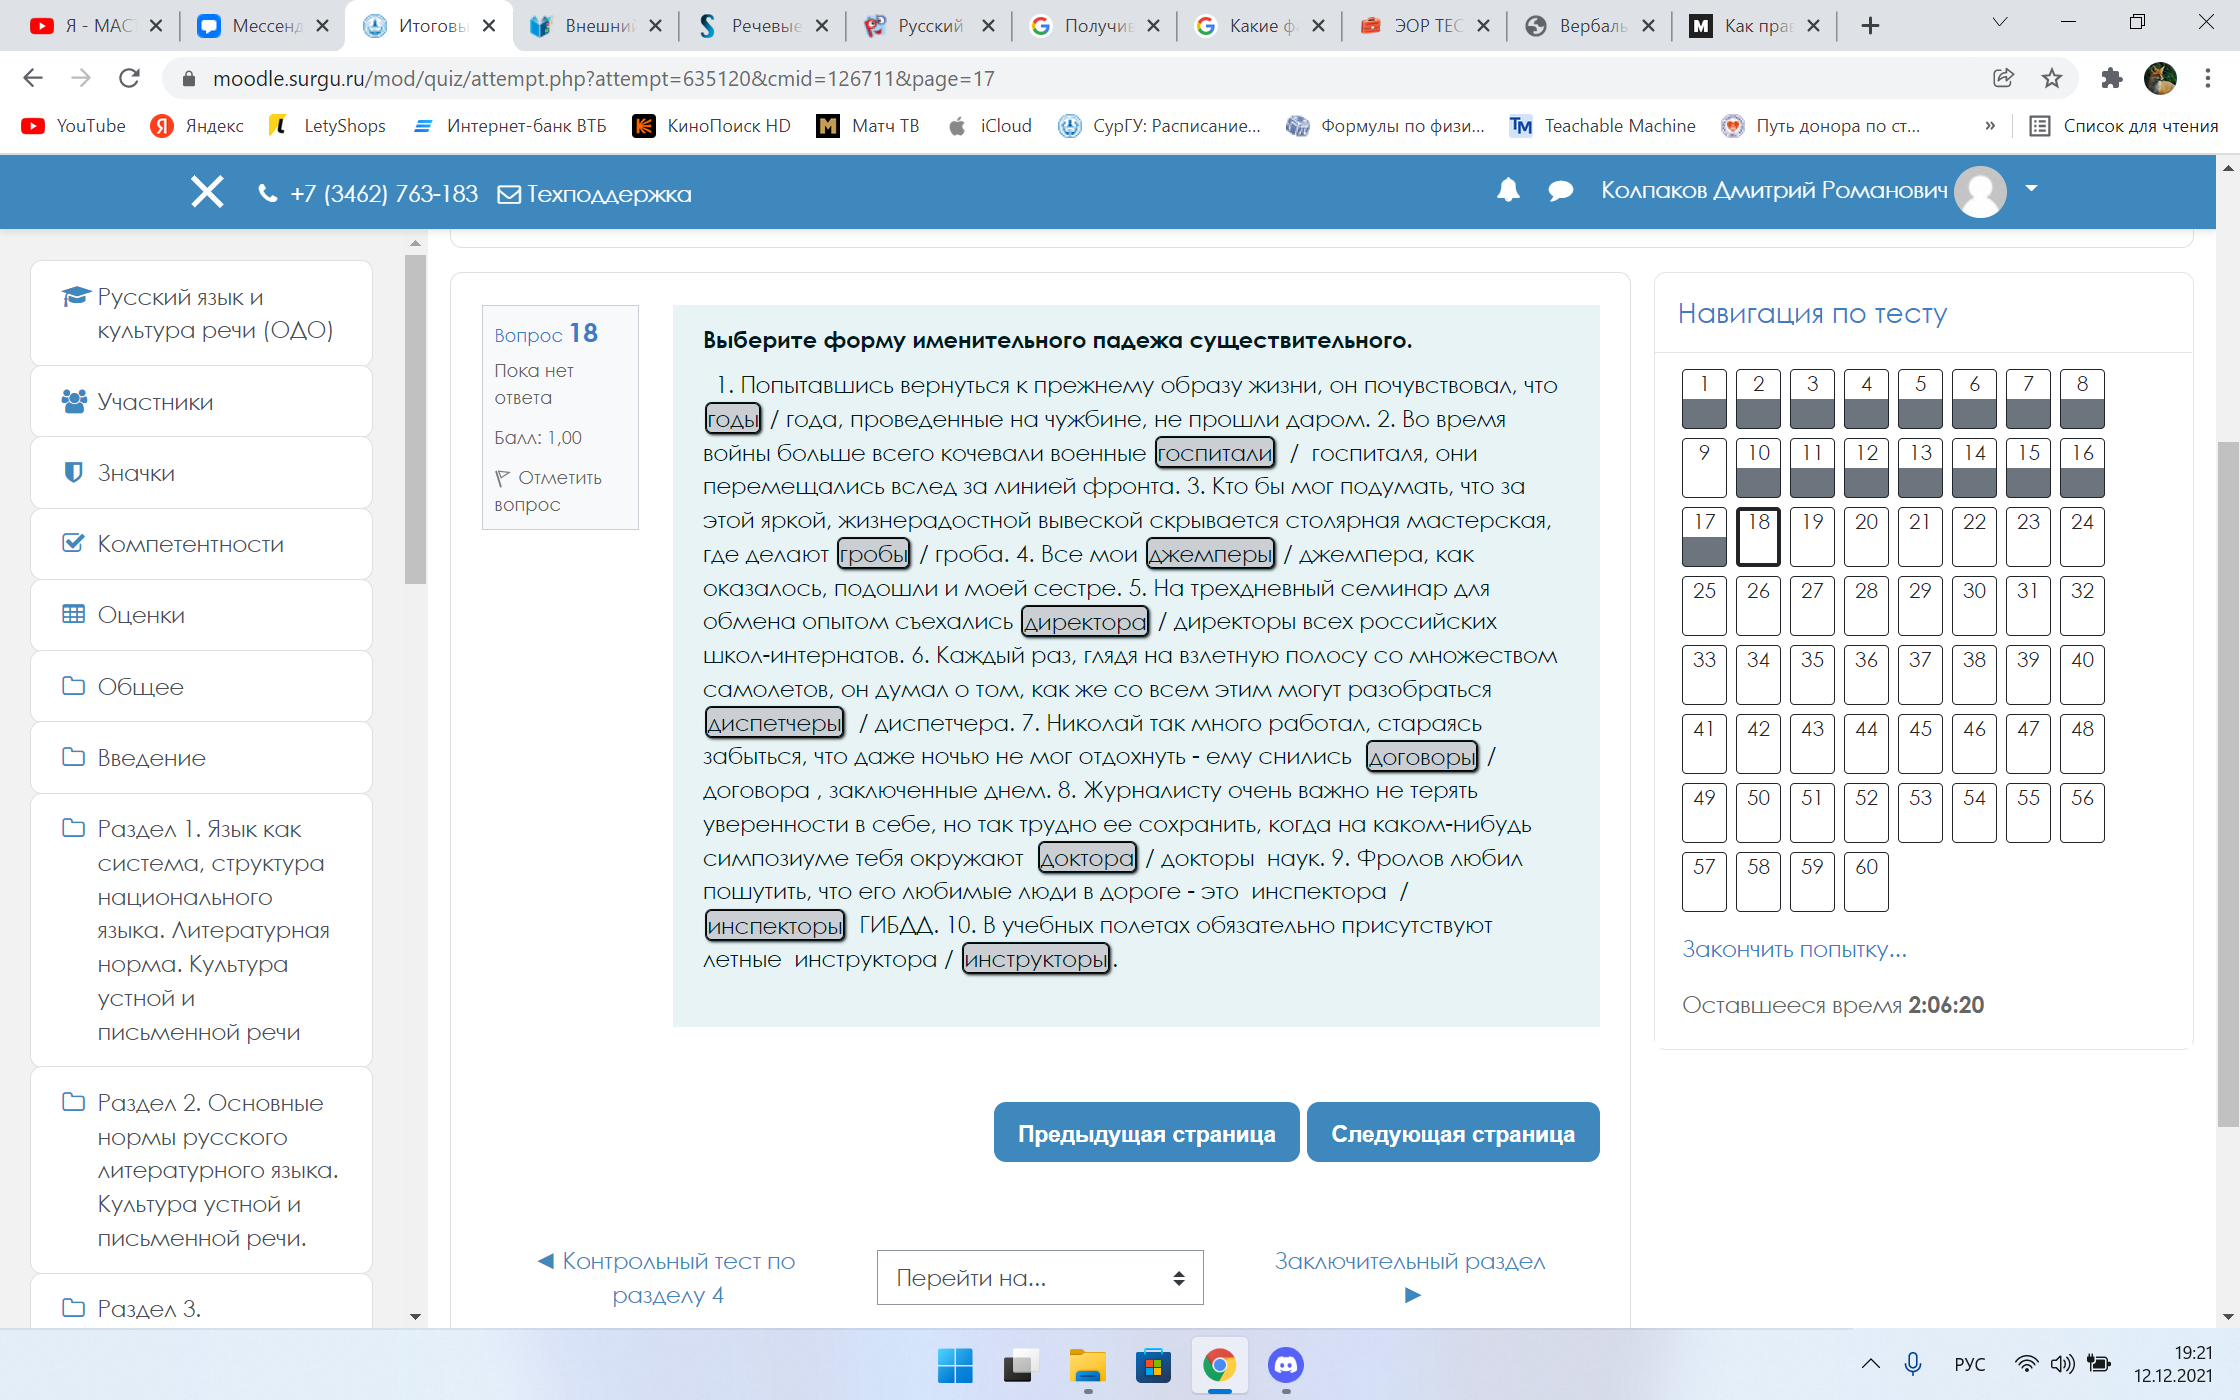 Я - МАС
Мессенд
Итоговы
Внешний
Речевые
Русский
Получив
Какие ф
ЭОР ТЕС
Вербаль
Как прав
moodle.surgu.ru/mod/quiz/attempt.php?attempt=635120&cmid=126711&page=17
YouTube
Яндекс
LetyShops
Интернет-банк ВТБ
КиноПоиск HD
Матч ТВ
iCloud
СурГУ: Расписание...
Формулы по физи...
Teachable Machine
Путь донора по ст...
»
Список для чтения
+7 (3462) 763-183
Техподдержка
Колпаков Дмитрий Романович
Русский язык и
культура речи (ОДО)
Участники
Значки
Компетентности
Оценки
Общее
Введение
Раздел 1. Язык как
система, структура
национального
языка. Литературная
норма. Культура
устной и
письменной речи
Раздел 2. Основные
нормы русского
литературного языка.
Культура устной и
письменной речи.
Раздел 3.
Вопрос 18
Пока нет
ответа
Балл: 1,00
Отметить
вопрос
Выберите форму именительного падежа существительного.
1. Попытавшись вернуться к прежнему образу жизни, он почувствовал, что
годы / года, проведенные на чужбине, не прошли даром. 2. Во время
войны больше всего кочевали военные госпитали / госпиталя, они
перемещались вслед за линией фронта. 3. Кто бы мог подумать, что за
этой яркой, жизнерадостной вывеской скрывается столярная мастерская,
где делают гробы / гроба. 4. Все мои джемперы / джемпера, как
оказалось, подошли и моей сестре. 5. На трехдневный семинар для
обмена опытом съехались директора / директоры всех российских
школ-интернатов. 6. Каждый раз, глядя на взлетную полосу со множеством
самолетов, он думал о том, как же со всем этим могут разобраться
диспетчеры / диспетчера. 7. Николай так много работал, стараясь
забыться, что даже ночью не мог отдохнуть - ему снились договоры /
договора , заключенные днем. 8. Журналисту очень важно не терять
уверенности в себе, но так трудно ее сохранить, когда на каком-нибудь
симпозиуме тебя окружают доктора / докторы наук. 9. Фролов любил
пошутить, что его любимые люди в дороге - это инспектора /
инспекторы ГИБДД. 10. В учебных полетах обязательно присутствуют
летные инструктора / инструкторы.
Предыдущая страница
Следующая страница
◄ Контрольный тест по
разделу 4
Перейти на...
Заключительный раздел
►
Навигация по тесту
1 2 3 4 5 6 7 8
9 10 11 12 13 14 15 16
17 18 19 20 21 22 23 24
25 26 27 28 29 30 31 32
33 34 35 36 37 38 39 40
41 42 43 44 45 46 47 48
49 50 51 52 53 54 55 56
57 58 59 60
Закончить попытку...
Оставшееся время 2:06:20
РУС
19:21
12.12.2021